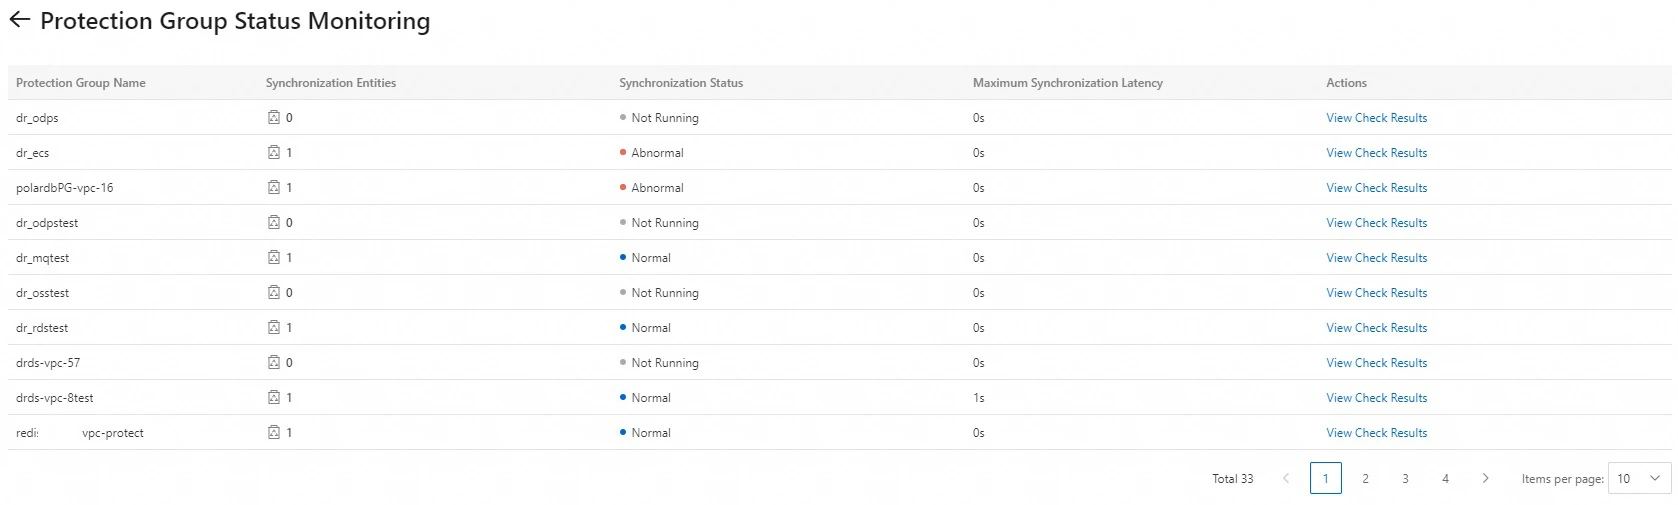 Protection Group Status Monitoring
Protection Group Name Synchronization Entities Synchronization Status Maximum Synchronization Latency Actions
dr_odps 0 Not Running 0s View Check Results
dr_ecs 1 Abnormal 0s View Check Results
polardbPG-vpc-16 1 Abnormal 0s View Check Results
dr_odpstest 0 Not Running 0s View Check Results
dr_mqtest 1 Normal 0s View Check Results
dr_osstest 0 Not Running 0s View Check Results
dr_rdstest 1 Normal 0s View Check Results
drds-vpc-57 0 Not Running 0s View Check Results
drds-vpc-8test 1 Normal 1s View Check Results
redi vpc-protect 1 Normal 0s View Check Results
Total 33 1 2 3 4 Items per page: 10